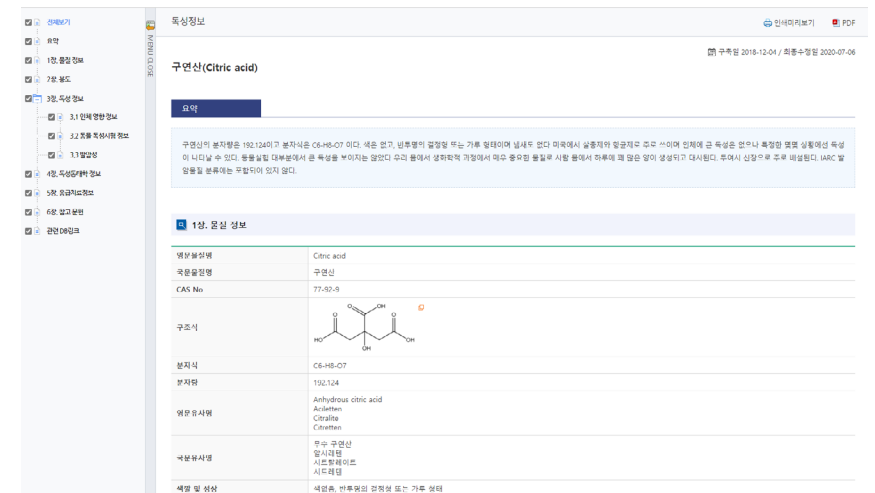 전체보기
요약
1장. 물질 정보
2장. 용도
3장. 독성 정보
3.1 인체 영향 정보
3.2 동물 독성시험 정보
3.3 발암성
4장. 독성동태학 정보
5장. 응급치료정보
6장. 참고문헌
관련 DB링크
MENU CLOSE
독성정보
인쇄미리보기
PDF
구축일 2018-12-04 / 최종수정일 2020-07-06
구연산(Citric acid)
요약
구연산의 분자량은 192.124이고 분자식은 C6-H8-O7 이다. 색은 없고, 반투명의 결정형 또는 가루 형태이며 냄새도 없다 미국에서 살충제와 항균제로 주로 쓰이며 인체에 큰 독성은 없으나 특정한 몇몇 상황에선 독성
이 나타날 수 있다. 동물실험 대부분에서 큰 독성을 보이지는 않았다 우리 몸에서 생화학적 과정에서 매우 중요한 물질로 사람 몸에서 하루에 꽤 많은 양이 생성되고 대사된다. 투여시 신장으로 주로 배설된다. IARC 발
암물질 분류에는 포함되어 있지 않다.
1장. 물질 정보
영문물질명
Citric acid
국문물질명
구연산
CAS No
77-92-9
구조식
O
OH
O
O
HO
OH
OH
분자식
C6-H8-O7
분자량
192.124
영문유사명
Anhydrous citric acid
Aciletten
Citralite
Citretten
국문유사명
무수 구연산
알시레텐
시트랄레이트
시트레텐
색깔 및 성상
색없음, 반투명의 결정형 또는 가루 형태